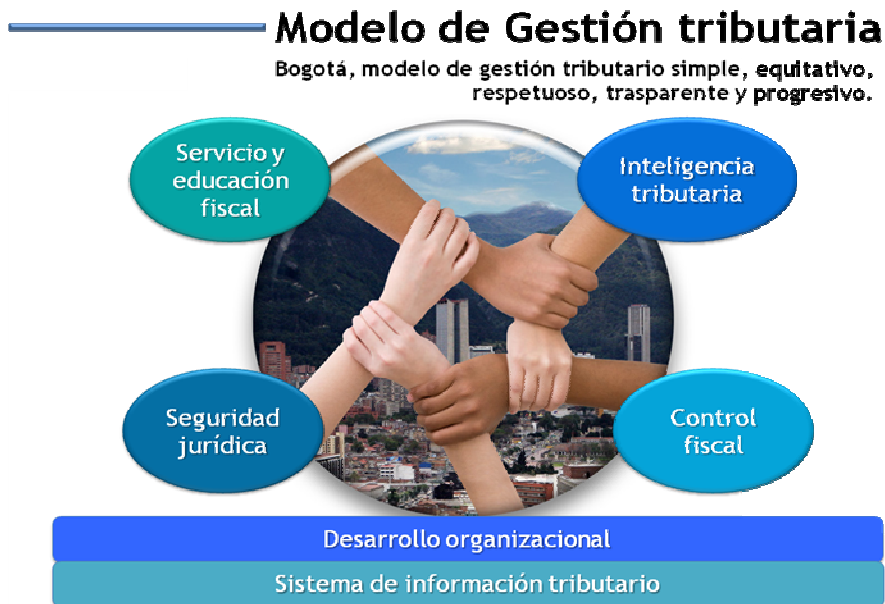 Modelo de Gestión tributaria
Bogotá, modelo de gestión tributario simple, equitativo,
respetuoso, trasparente y progresivo.
Servicio y
educación
fiscal
Inteligencia
tributaria
Seguridad
jurídica
Control
fiscal
Desarrollo organizacional
Sistema de información tributario